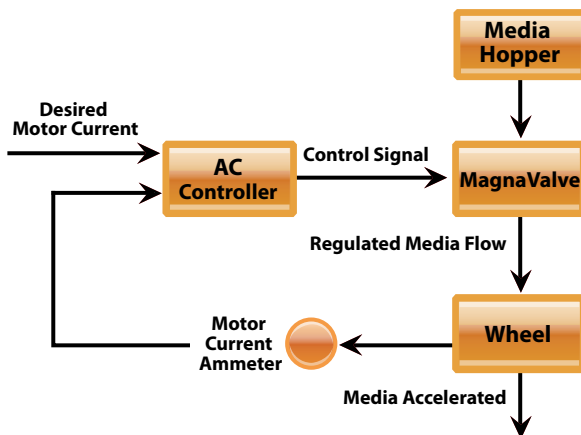 Media
Hopper
Desired
Motor Current
AC
Controller
Control Signal
MagnaValve
Regulated Media Flow
Motor
Current
Ammeter
Wheel
Media Accelerated